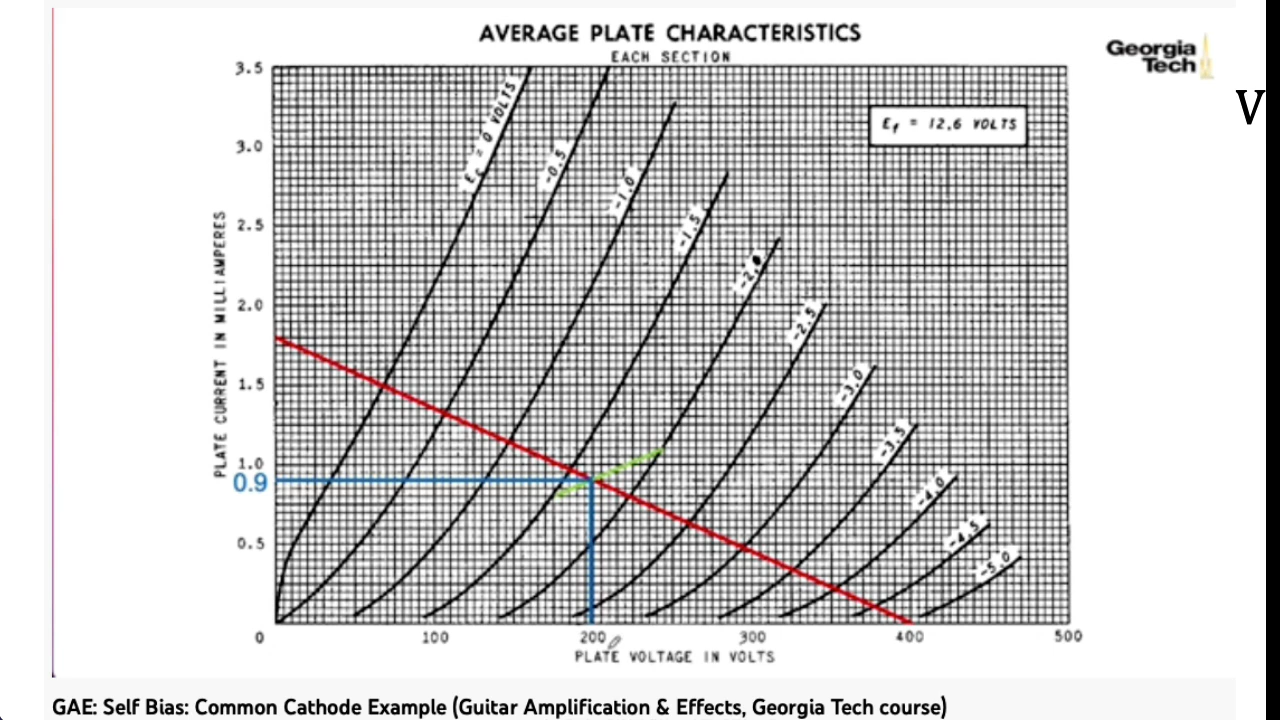 AVERAGE PLATE CHARACTERISTICS
EACH SECTION
Georgia
Tech
V
Ef = 12.6 VOLTS
3.5
3.0
2.5
2.0
1.5
1.0
0.9
0.5
0
PLATE CURRENT IN MILLIAMPERES
Ec = 0 VOLTS
-0.5
-1.0
-1.5
-2.0
-2.5
-3.0
-3.5
-4.0
-4.5
-5.0
100
200
300
400
500
PLATE VOLTAGE IN VOLTS
GAE: Self Bias: Common Cathode Example (Guitar Amplification & Effects, Georgia Tech course)